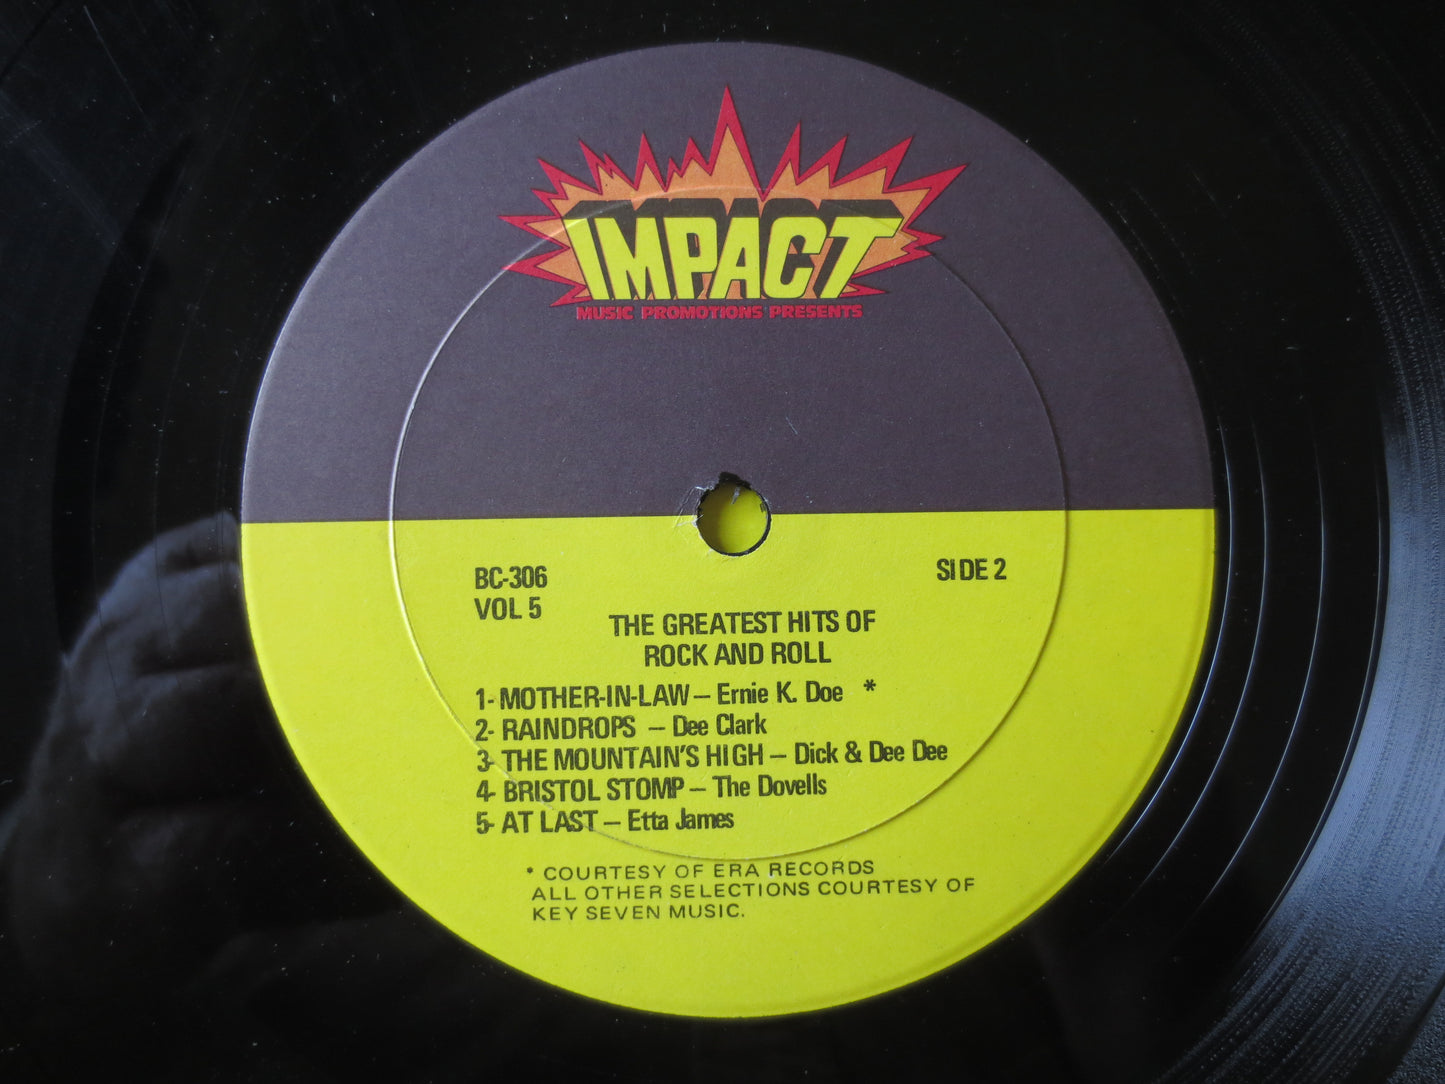 IMPACT
MUSIC PROMOTIONS PRESENTS
BC-306
SIDE 2
VOL 5
THE GREATEST HITS OF
ROCK AND ROLL
1- MOTHER-IN-LAW – Ernie K. Doe *
2- RAINDROPS – Dee Clark
3- THE MOUNTAIN'S HIGH – Dick & Dee Dee
4- BRISTOL STOMP – The Dovells
5- AT LAST – Etta James
* COURTESY OF ERA RECORDS
ALL OTHER SELECTIONS COURTESY OF
KEY SEVEN MUSIC.